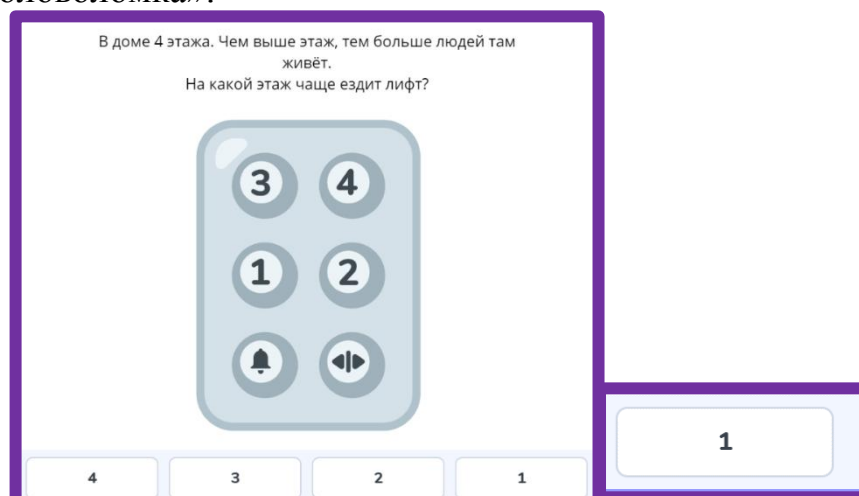 В доме 4 этажа. Чем выше этаж, тем больше людей там
живёт.
На какой этаж чаще ездит лифт?
3 4
1 2
4 3 2 1
1